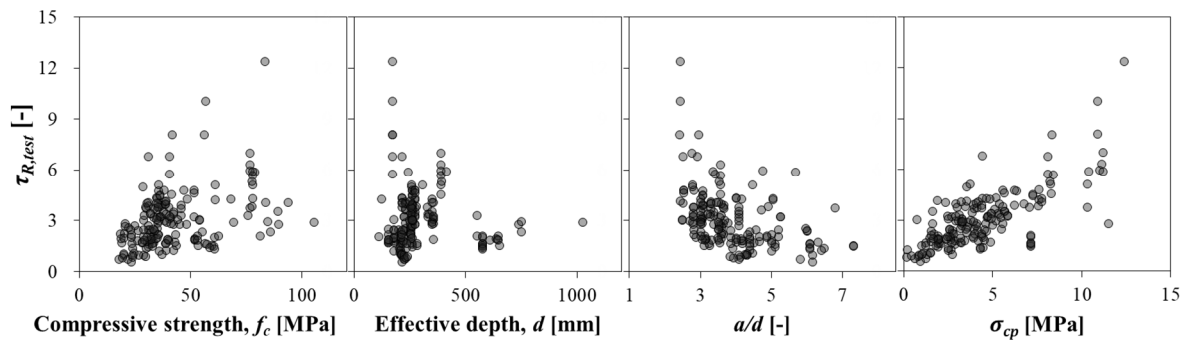 15
12
9
6
3
0
τR,test [-]
0 50 100
0 500 1000
1 3 5 7
0 5 10 15
Compressive strength, fc [MPa]
Effective depth, d [mm]
a/d [-]
σcp [MPa]